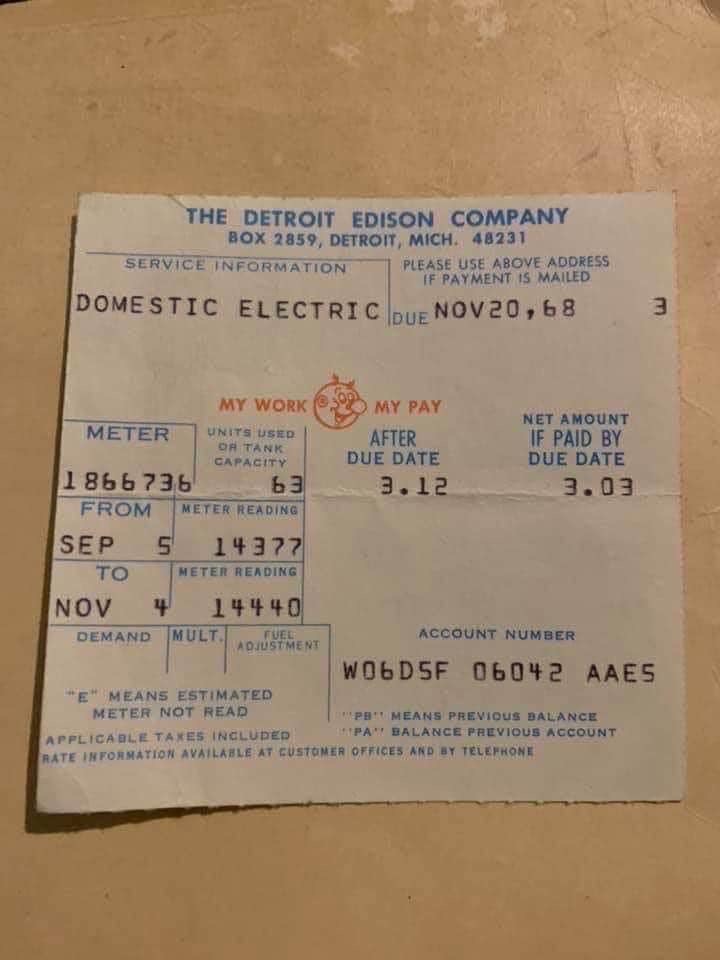 THE DETROIT EDISON COMPANY
BOX 2859, DETROIT, MICH. 48231
SERVICE INFORMATION
PLEASE USE ABOVE ADDRESS
IF PAYMENT IS MAILED
DOMESTIC ELECTRIC
DUE NOV 20, 68 3
MY WORK MY PAY
METER
UNITS USED
OR TANK
CAPACITY
AFTER
DUE DATE
NET AMOUNT
IF PAID BY
DUE DATE
1866736 63 3.12 3.03
FROM METER READING
SEP 5 14377
TO METER READING
NOV 4 14440
DEMAND MULT. FUEL
ADJUSTMENT
ACCOUNT NUMBER
W06D5F 06042 AAES
"E" MEANS ESTIMATED
METER NOT READ
"PB" MEANS PREVIOUS BALANCE
"PA" BALANCE PREVIOUS ACCOUNT
APPLICABLE TAXES INCLUDED
RATE INFORMATION AVAILABLE AT CUSTOMER OFFICES AND BY TELEPHONE